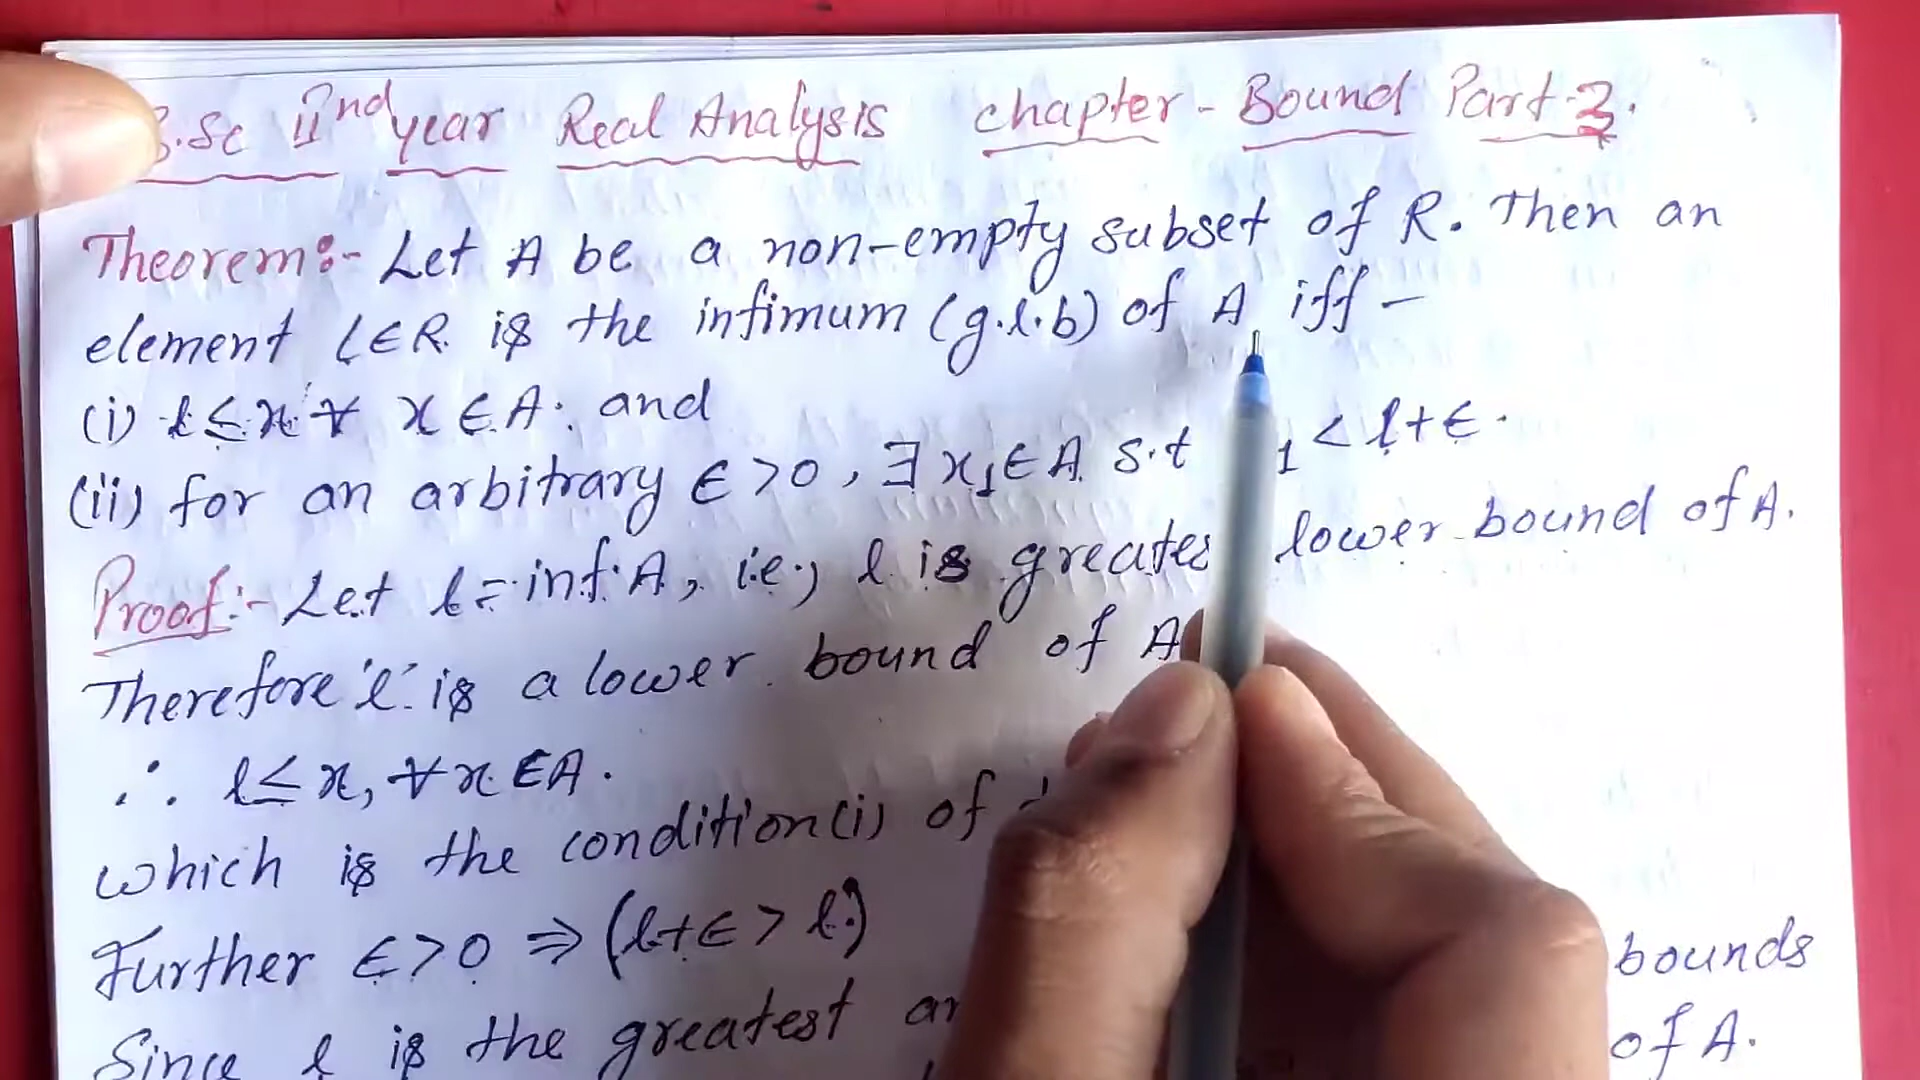 B.Sc IInd year Real Analysis chapter - Bound Part-3.
Theorem:- Let A be a non-empty subset of R. Then an
element l∈R. is the infimum (g.l.b) of A iff —
(i) l≤x ∀ x∈A. and
(ii) for an arbitrary ∈>0, ∃ x₁∈A s.t 1 < l+∈.
Proof:- Let l = inf.A, i.e., l is greates lower bound of A.
Therefore 'l' is a lower bound of A
∴ l≤x, ∀x∈A.
which is the condition(i) of
Further ∈>0 ⇒ (l+∈ > l.) bounds
Since l is the greatest of A.